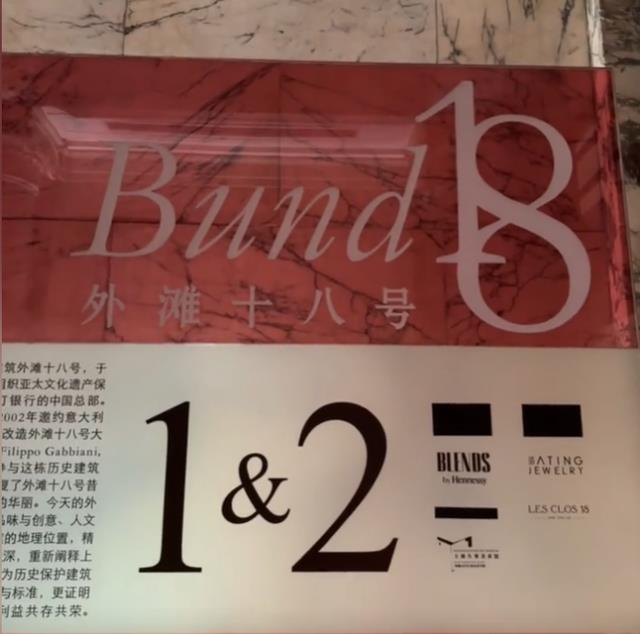 Bund 18
外滩十八号
筑外滩十八号，于
织亚太文化遗产保
银行的中国总部。
2002年邀约意大利
改造外滩十八号大
Filippo Gabbiani,
与这栋历史建筑
了外滩十八号昔
的华丽。今天的外
品味与创意、人文
的地理位置，精
深，重新阐释上
为历史保护建筑
与标准，更证明
利益共存共荣。
1&2
BLENDS
by Hennessy
ATING
JEWELRY
LES CLOS 18